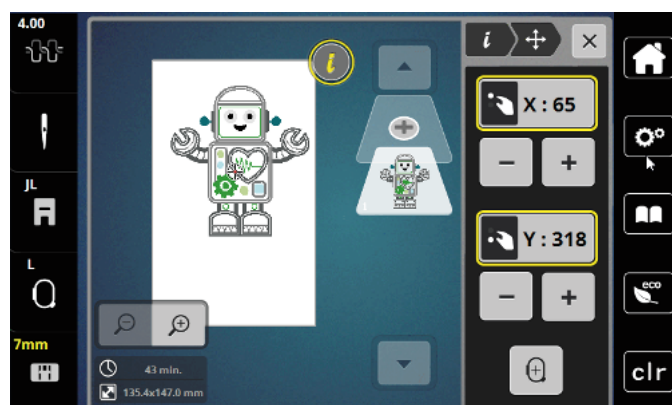 4.00
i
i
X : 65
JL
L
Y : 318
eco
7mm
43 min.
135.4x147.0 mm
clr